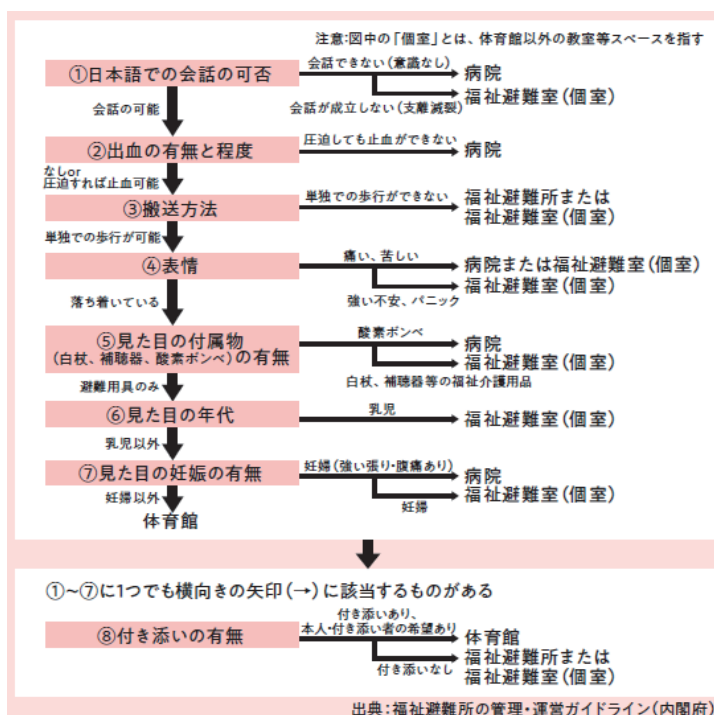 注意:図中の「個室」とは、体育館以外の教室等スペースを指す
①日本語での会話の可否
会話できない(意識なし)
病院
福祉避難室(個室)
会話が成立しない(支離滅裂)
会話の可能
②出血の有無と程度
圧迫しても止血ができない
病院
なしor
圧迫すれば止血可能
③搬送方法
単独での歩行ができない
福祉避難所または
福祉避難室(個室)
単独での歩行が可能
④表情
痛い、苦しい
病院または福祉避難室(個室)
福祉避難室(個室)
強い不安、パニック
落ち着いている
⑤見た目の付属物
(白杖、補聴器、酸素ボンベ)の有無
酸素ボンベ
病院
福祉避難室(個室)
白杖、補聴器等の福祉介護用品
避難用具のみ
⑥見た目の年代
乳児
福祉避難室(個室)
乳児以外
⑦見た目の妊娠の有無
妊婦(強い張り・腹痛あり)
病院
福祉避難室(個室)
妊婦
妊婦以外
体育館
①~⑦に1つでも横向きの矢印(→)に該当するものがある
⑧付き添いの有無
付き添いあり、
本人・付き添い者の希望あり
体育館
福祉避難所または
福祉避難室(個室)
付き添いなし
出典:福祉避難所の管理・運営ガイドライン(内閣府)